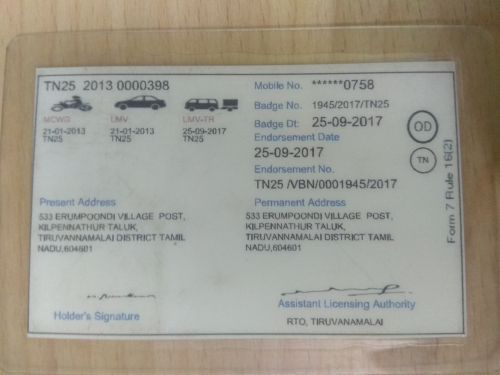 TN25 2013 0000398
MCWG LMV LMV-TR
21-01-2013 21-01-2013 25-09-2017
TN25 TN25 TN25
Mobile No. ******0758
Badge No. 1945/2017/TN25
Badge Dt: 25-09-2017
Endorsement Date
25-09-2017
Endorsement No.
TN25 /VBN/0001945/2017
OD
TN
Form 7 Rule 16(2)
Present Address
533 ERUMPOONDI VILLAGE POST,
KILPENNATHUR TALUK,
TIRUVANNAMALAI DISTRICT TAMIL
NADU,604601
Permanent Address
533 ERUMPOONDI VILLAGE POST,
KILPENNATHUR TALUK,
TIRUVANNAMALAI DISTRICT TAMIL
NADU,604601
Holder's Signature
Assistant Licensing Authority
RTO, TIRUVANAMALAI